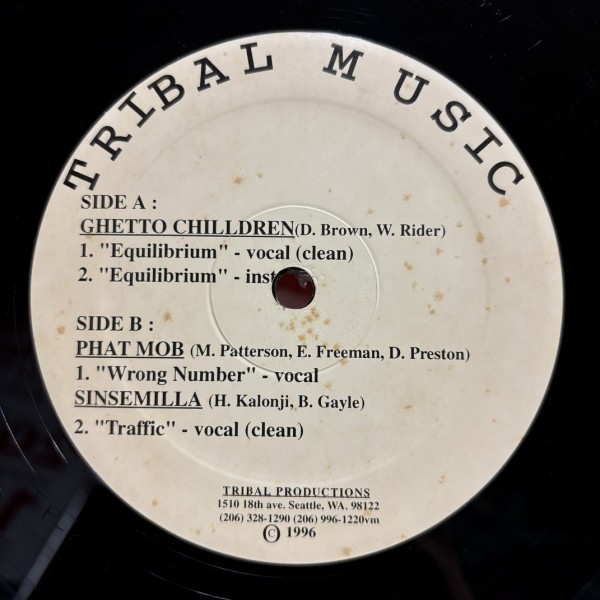 TRIBAL MUSIC
SIDE A :
GHETTO CHILLDREN(D. Brown, W. Rider)
1. "Equilibrium" - vocal (clean)
2. "Equilibrium" - inst
SIDE B :
PHAT MOB (M. Patterson, E. Freeman, D. Preston)
1. "Wrong Number" - vocal
SINSEMILLA (H. Kalonji, B. Gayle)
2. "Traffic" - vocal (clean)
TRIBAL PRODUCTIONS
1510 18th ave. Seattle, WA. 98122
(206) 328-1290 (206) 996-1220vm
© 1996